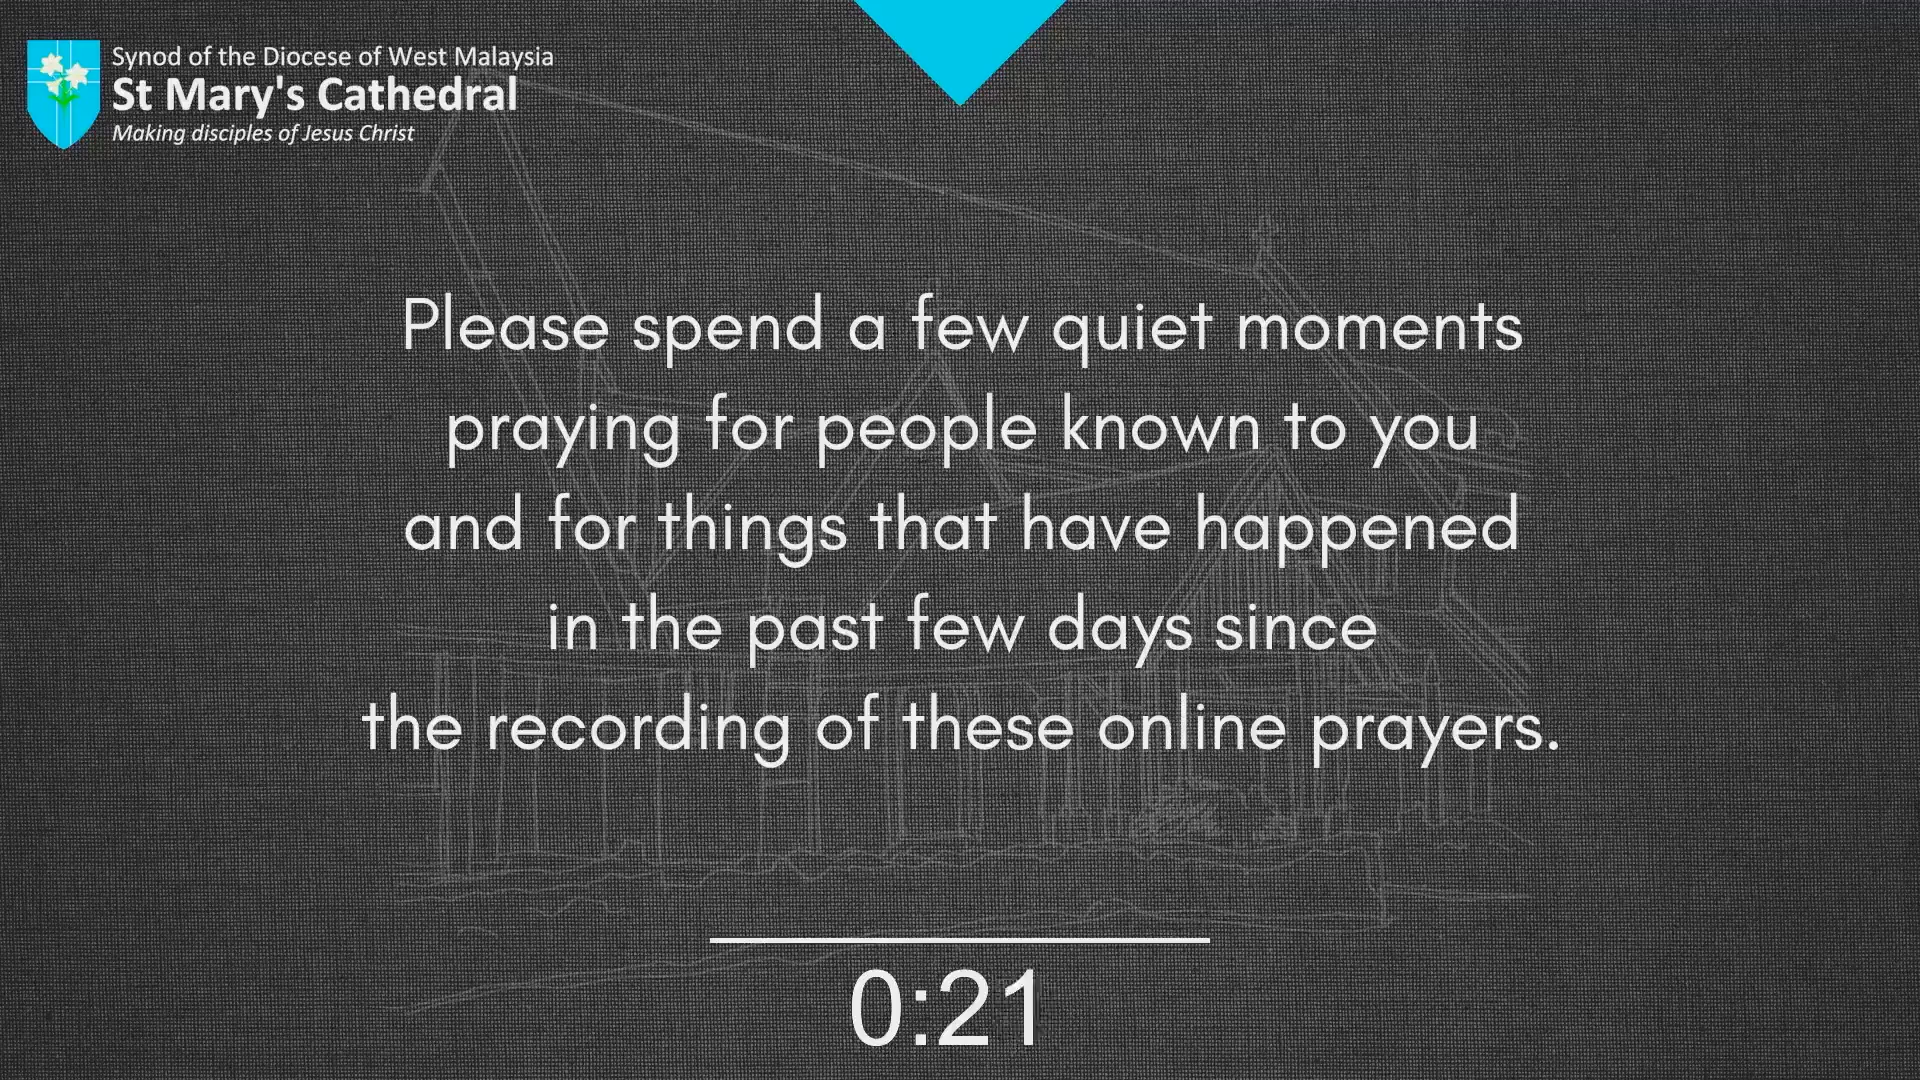 Synod of the Diocese of West Malaysia
St Mary's Cathedral
Making disciples of Jesus Christ
Please spend a few quiet moments
praying for people known to you
and for things that have happened
in the past few days since
the recording of these online prayers.
0:21